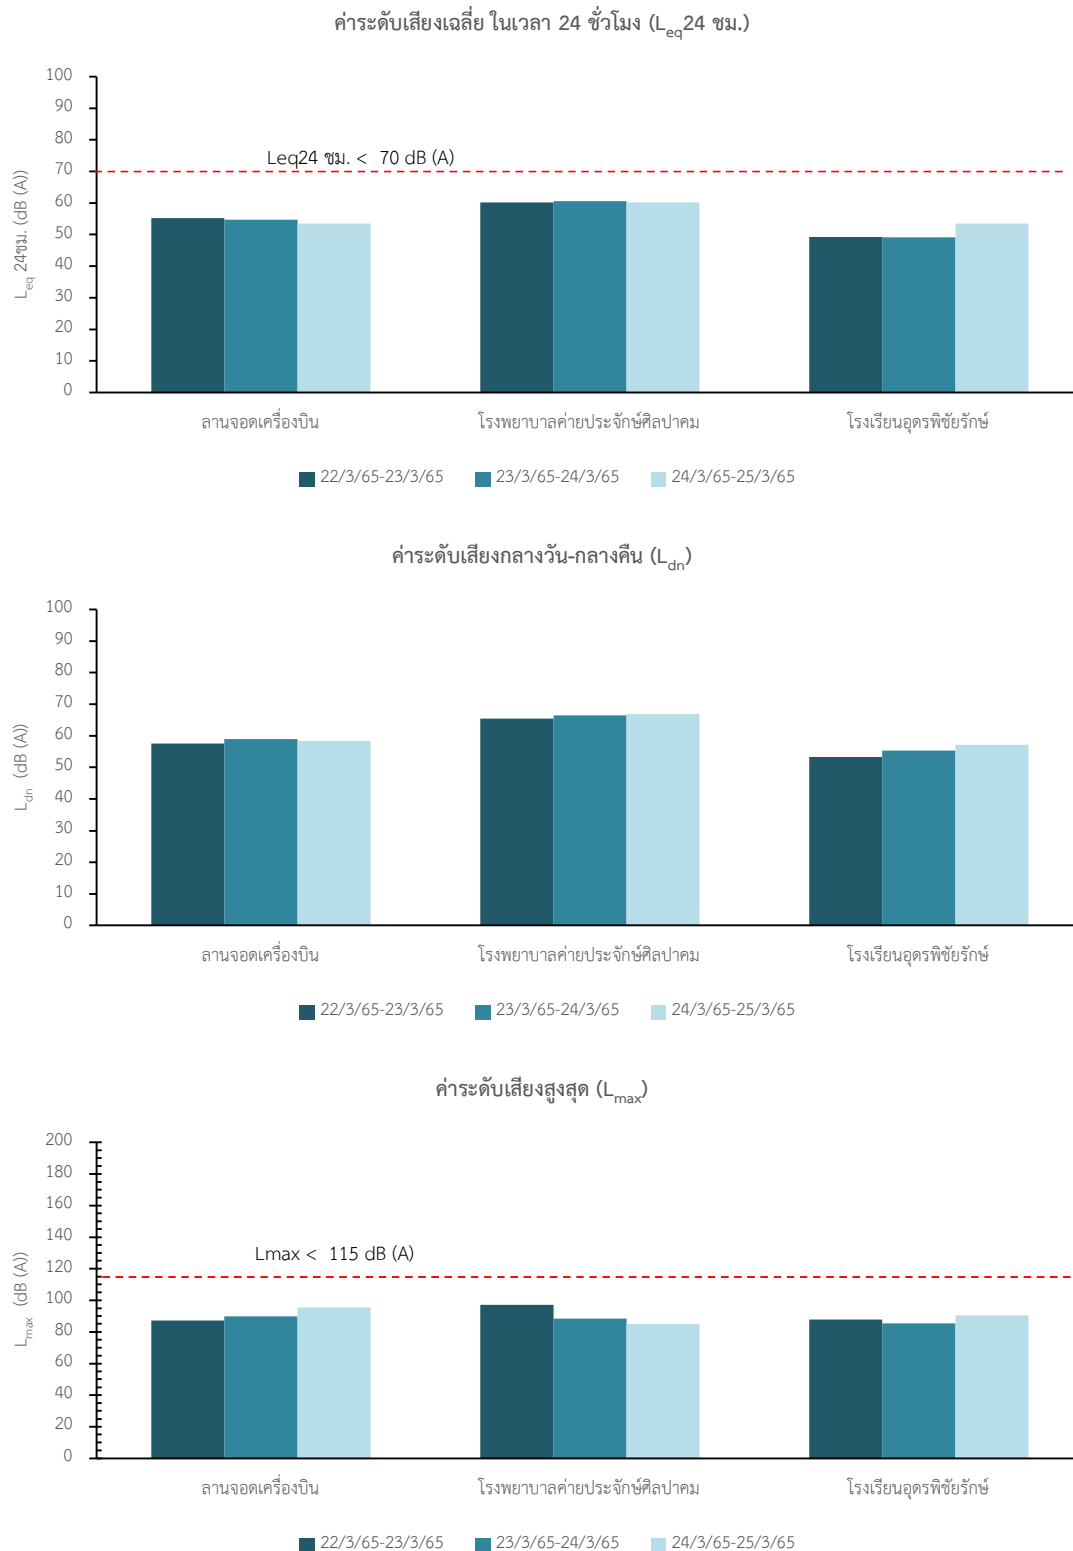 ค่าระดับเสียงเฉลี่ย ในเวลา 24 ชั่วโมง (Leq24 ชม.)
100
90
80
70
60
50
40
30
20
10
0
Leq 24ชม. (dB (A))
Leq24 ชม. < 70 dB (A)
ลานจอดเครื่องบิน โรงพยาบาลค่ายประจักษ์ศิลปาคม โรงเรียนอุดรพิชัยรักษ์
22/3/65-23/3/65 23/3/65-24/3/65 24/3/65-25/3/65
ค่าระดับเสียงกลางวัน-กลางคืน (Ldn)
100
90
80
70
60
50
40
30
20
10
0
Ldn (dB (A))
ลานจอดเครื่องบิน โรงพยาบาลค่ายประจักษ์ศิลปาคม โรงเรียนอุดรพิชัยรักษ์
22/3/65-23/3/65 23/3/65-24/3/65 24/3/65-25/3/65
ค่าระดับเสียงสูงสุด (Lmax)
200
180
160
140
120
100
80
60
40
20
0
Lmax (dB (A))
Lmax < 115 dB (A)
ลานจอดเครื่องบิน โรงพยาบาลค่ายประจักษ์ศิลปาคม โรงเรียนอุดรพิชัยรักษ์
22/3/65-23/3/65 23/3/65-24/3/65 24/3/65-25/3/65